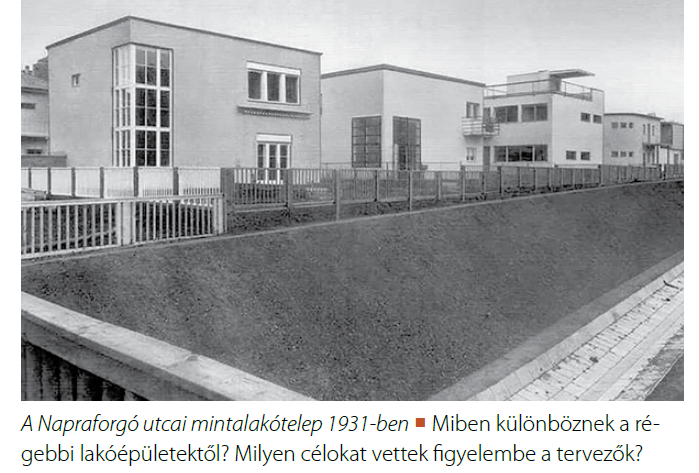 A Napraforgó utcai mintalakótelep 1931-ben ■ Miben különböznek a ré-
gebbi lakóépületektől? Milyen célokat vettek figyelembe a tervezők?